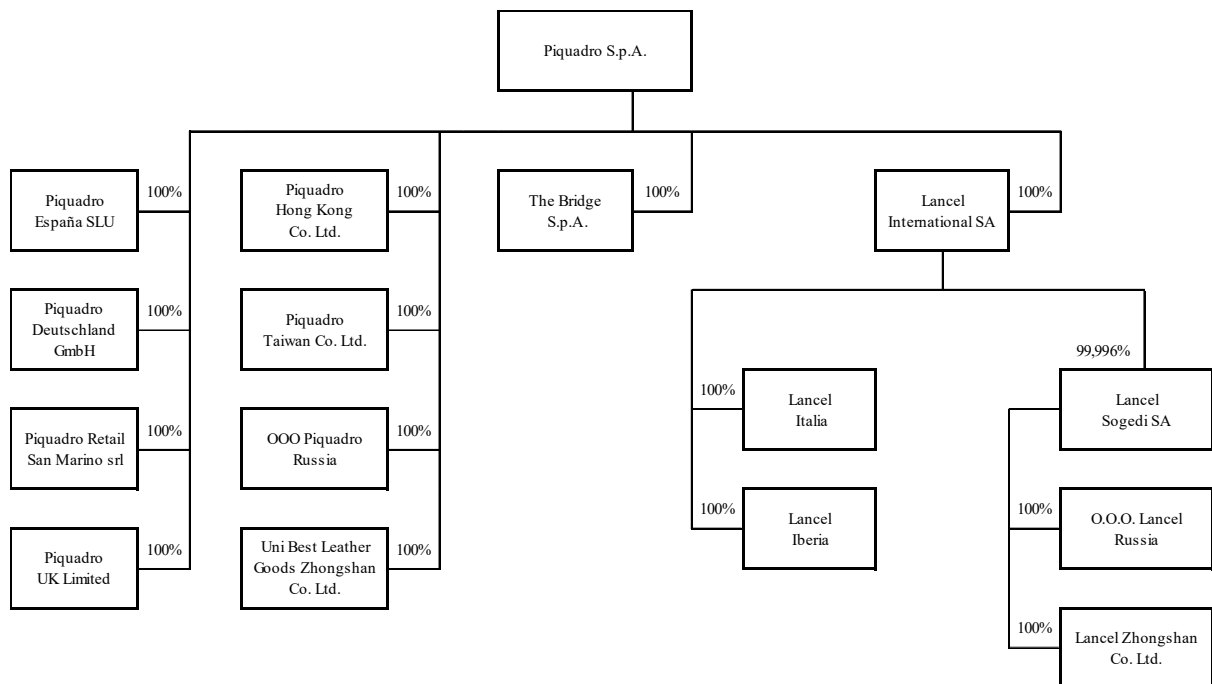 Piquadro S.p.A.
Piquadro
España SLU
100%
Piquadro
Hong Kong
Co. Ltd.
100%
The Bridge
S.p.A.
100%
Lancel
International SA
100%
Piquadro
Deutschland
GmbH
100%
Piquadro
Taiwan Co. Ltd.
100%
99,996%
100%
Lancel
Italia
Lancel
Sogedi SA
Piquadro Retail
San Marino srl
100%
OOO Piquadro
Russia
100%
100%
Lancel
Iberia
100%
O.O.O. Lancel
Russia
Piquadro
UK Limited
100%
Uni Best Leather
Goods Zhongshan
Co. Ltd.
100%
100%
Lancel Zhongshan
Co. Ltd.